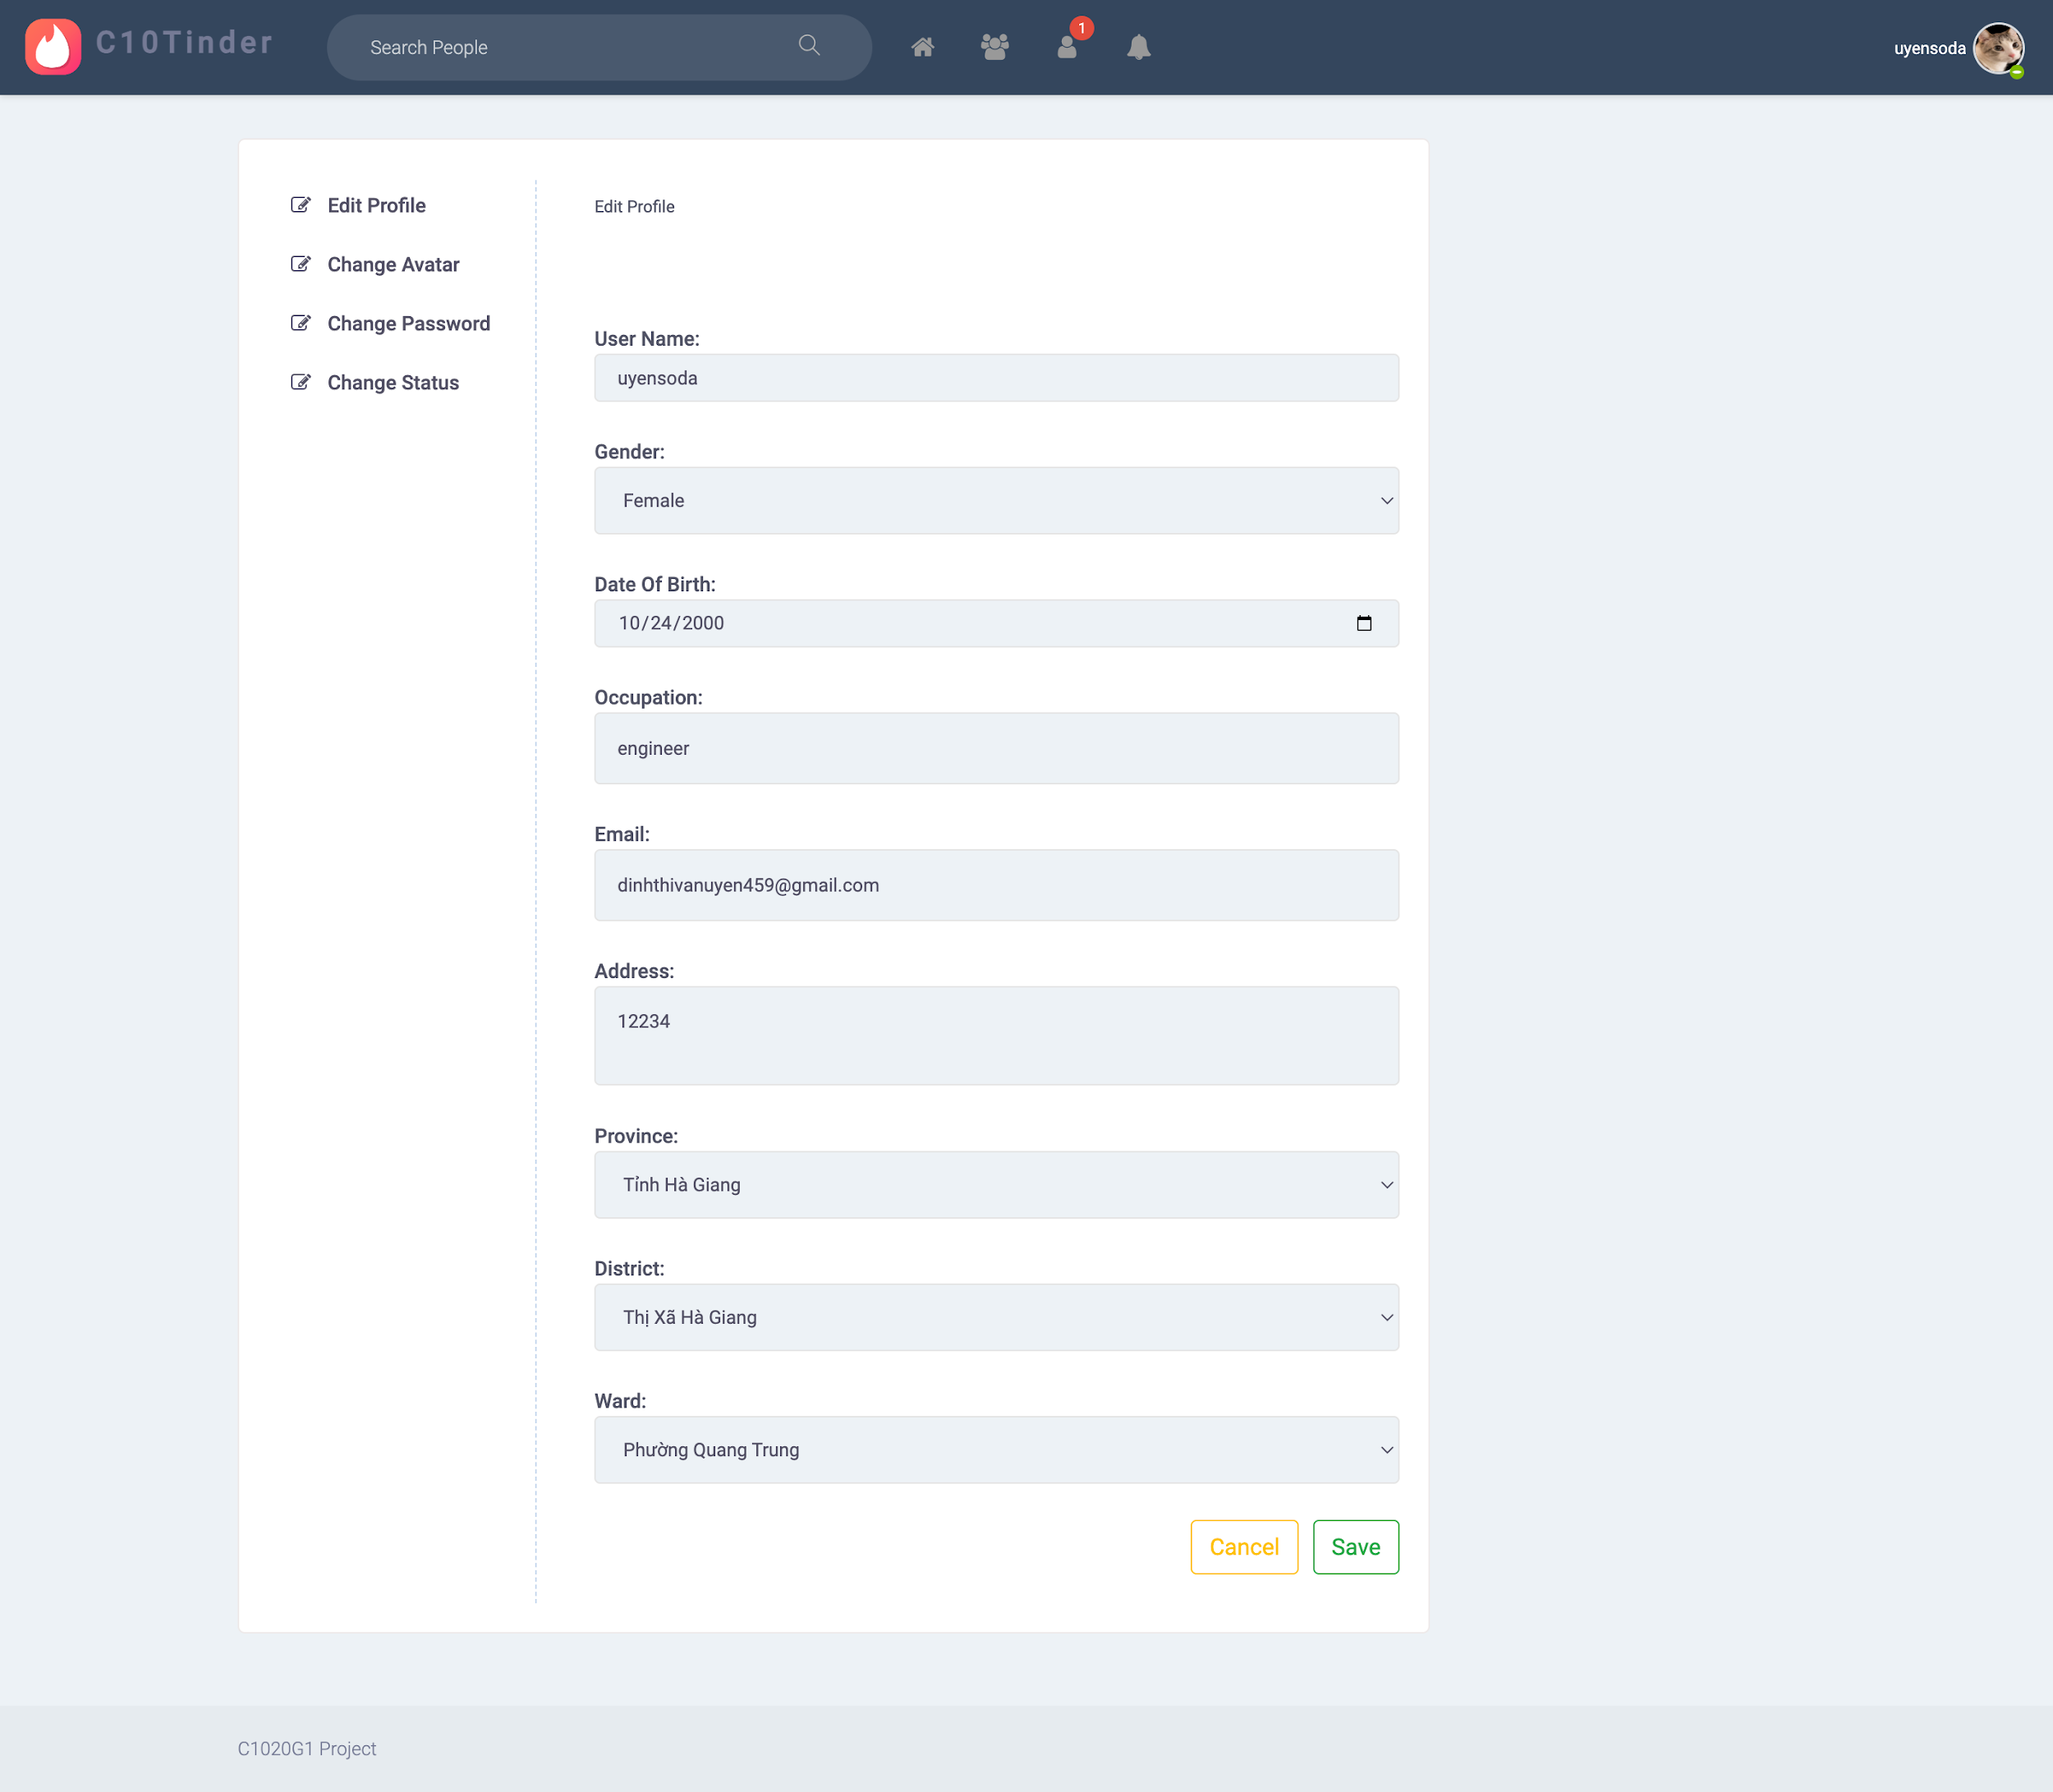 C10Tinder
Search People
1
uyensoda
Edit Profile
Change Avatar
Change Password
Change Status
Edit Profile
User Name:
uyensoda
Gender:
Female
Date Of Birth:
10/24/2000
Occupation:
engineer
Email:
dinhthivanuyen459@gmail.com
Address:
12234
Province:
Tỉnh Hà Giang
District:
Thị Xã Hà Giang
Ward:
Phường Quang Trung
Cancel
Save
C1020G1 Project